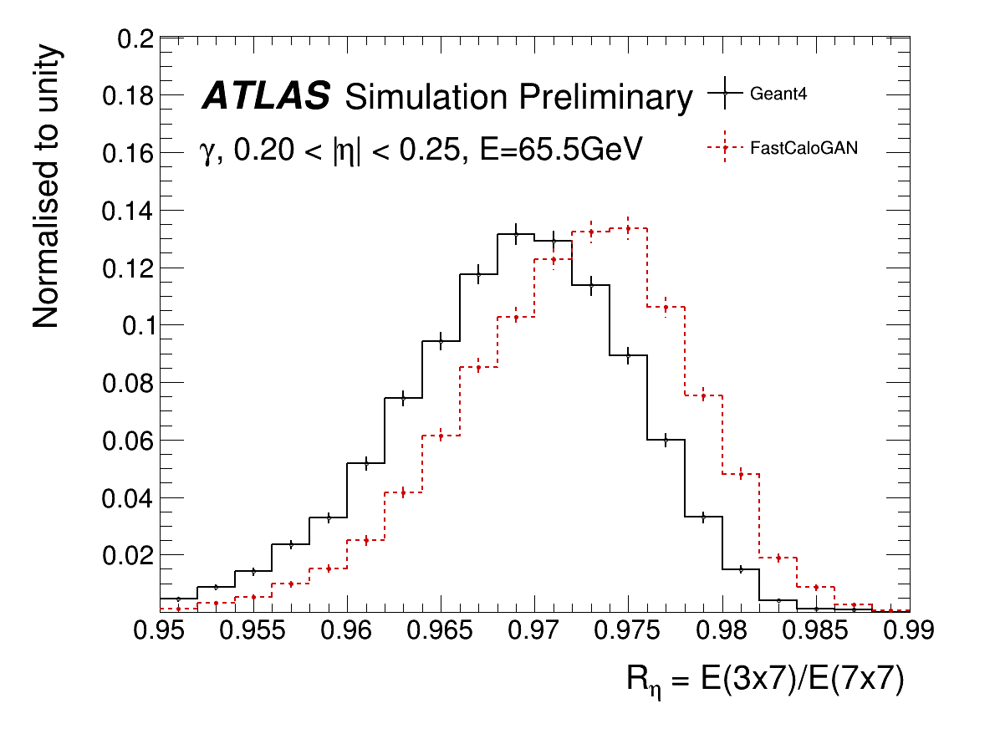 Normalised to unity
0.2
0.18
0.16
0.14
0.12
0.1
0.08
0.06
0.04
0.02
ATLAS Simulation Preliminary
γ, 0.20 < |η| < 0.25, E=65.5GeV
Geant4
FastCaloGAN
0.95 0.955 0.96 0.965 0.97 0.975 0.98 0.985 0.99
Rη = E(3x7)/E(7x7)